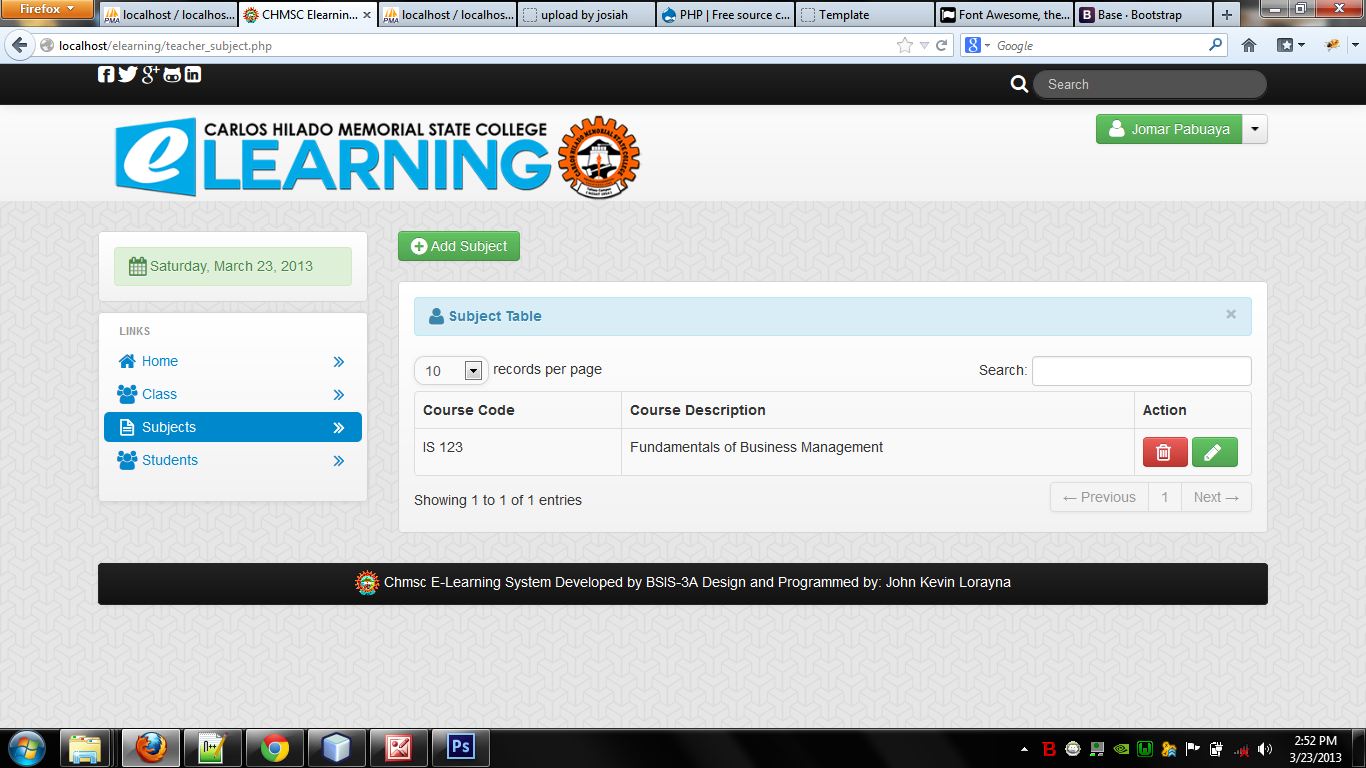 Firefox
localhost / localhos...
CHMSC Elearnin...
localhost / localhos...
upload by josiah
PHP | Free source c...
Template
Font Awesome, the...
Base · Bootstrap
localhost/elearning/teacher_subject.php
Google
Search
CARLOS HILADO MEMORIAL STATE COLLEGE
eLEARNING
Jomar Pabuaya
Saturday, March 23, 2013
Add Subject
LINKS
Home
Class
Subjects
Students
Subject Table ×
10 records per page
Search:
Course Code Course Description Action
IS 123 Fundamentals of Business Management
Showing 1 to 1 of 1 entries
← Previous 1 Next →
Chmsc E-Learning System Developed by BSIS-3A Design and Programmed by: John Kevin Lorayna
2:52 PM
3/23/2013